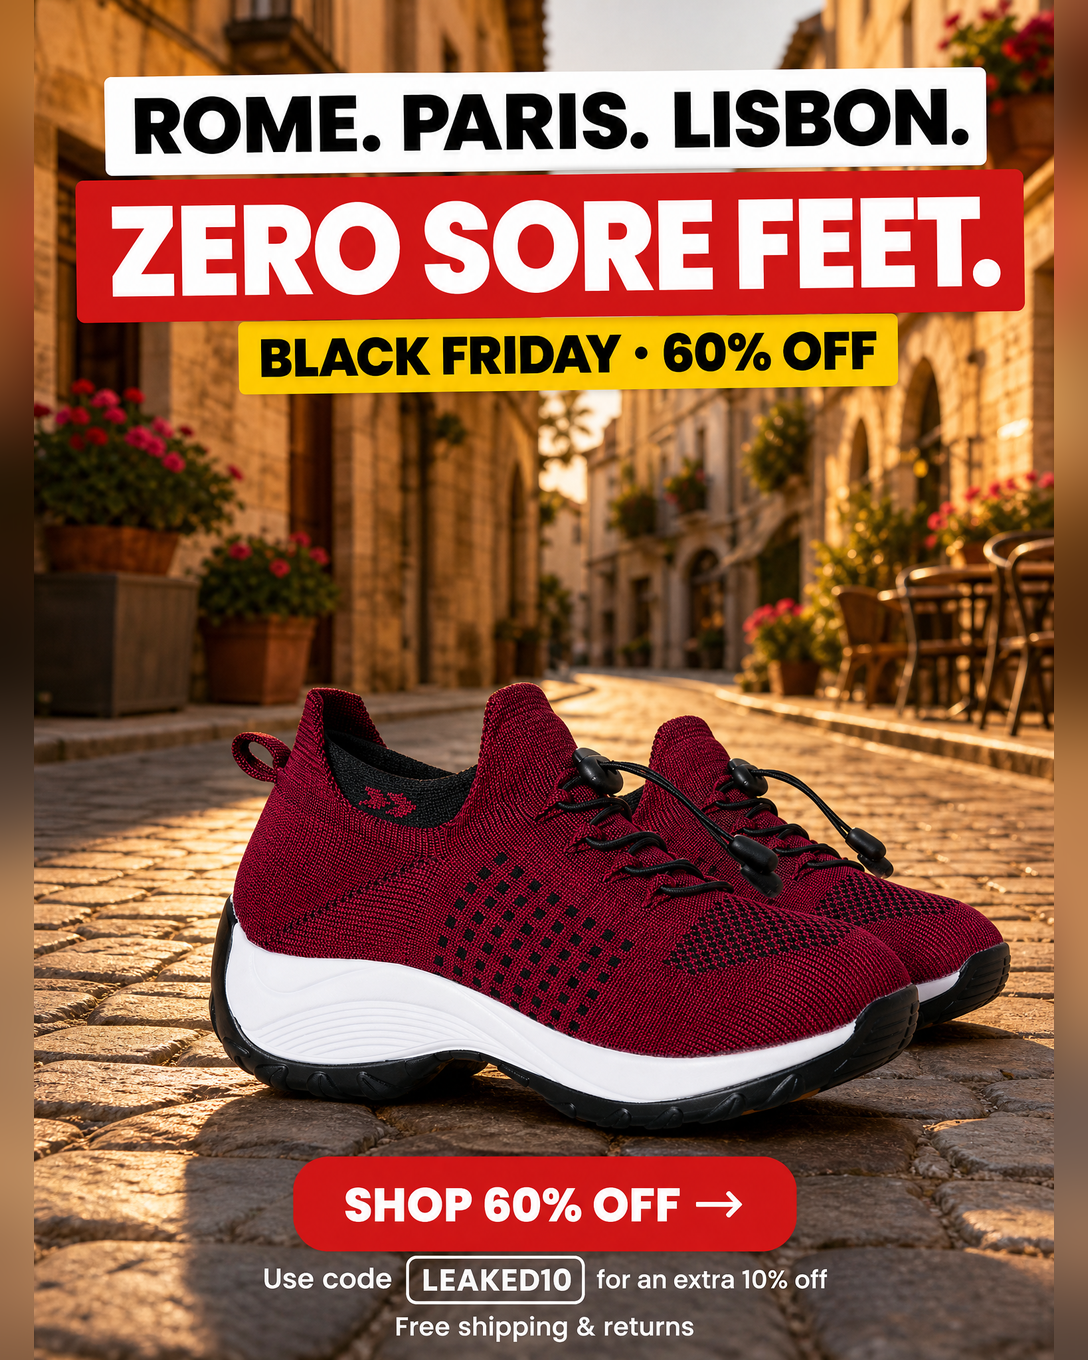 ROME. PARIS. LISBON.
ZERO SORE FEET.
BLACK FRIDAY • 60% OFF
SHOP 60% OFF →
Use code LEAKED10 for an extra 10% off
Free shipping & returns